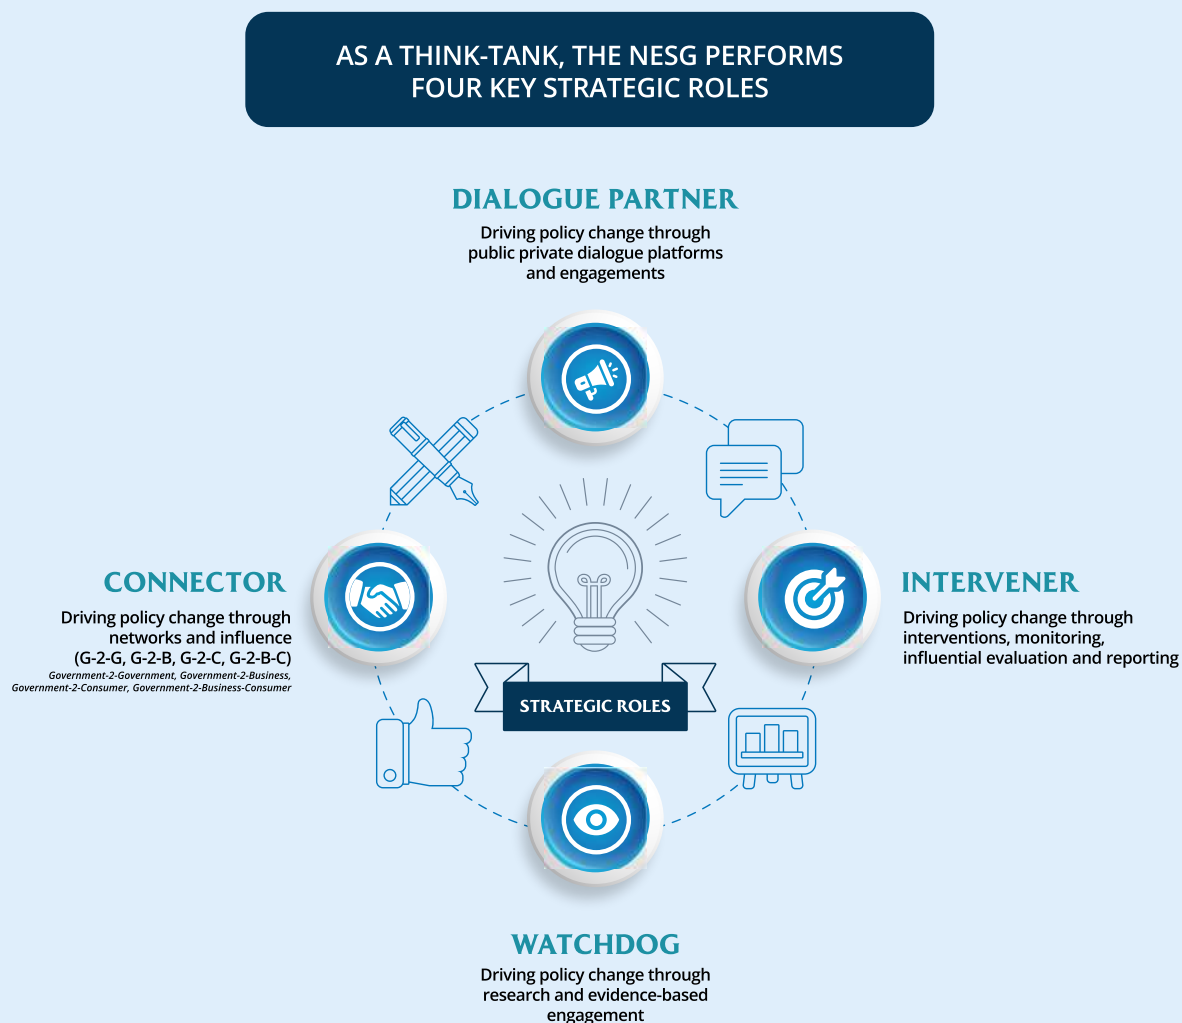 AS A THINK-TANK, THE NESG PERFORMS
FOUR KEY STRATEGIC ROLES
DIALOGUE PARTNER
Driving policy change through
public private dialogue platforms
and engagements
CONNECTOR
Driving policy change through
networks and influence
(G-2-G, G-2-B, G-2-C, G-2-B-C)
Government-2-Government, Government-2-Business,
Government-2-Consumer, Government-2-Business-Consumer
INTERVENER
Driving policy change through
interventions, monitoring,
influential evaluation and reporting
STRATEGIC ROLES
WATCHDOG
Driving policy change through
research and evidence-based
engagement